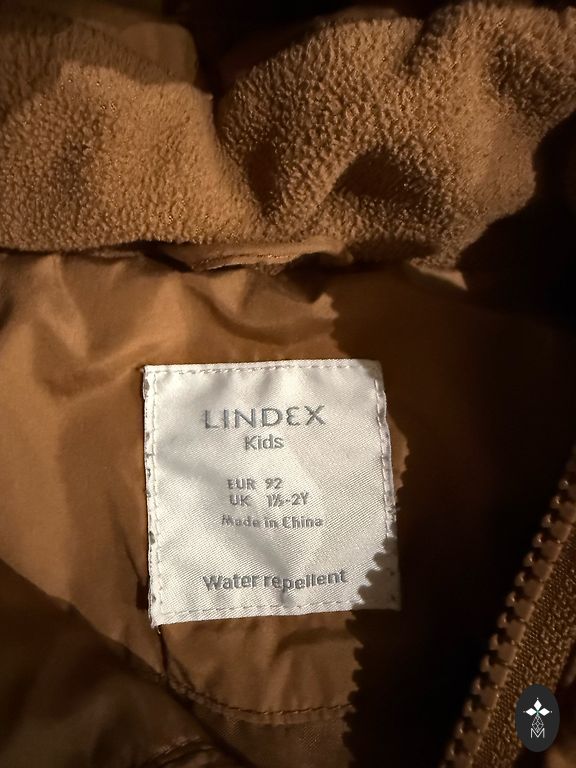 LINDEX
Kids
EUR 92
UK 1½-2Y
Made in China
Water repellent